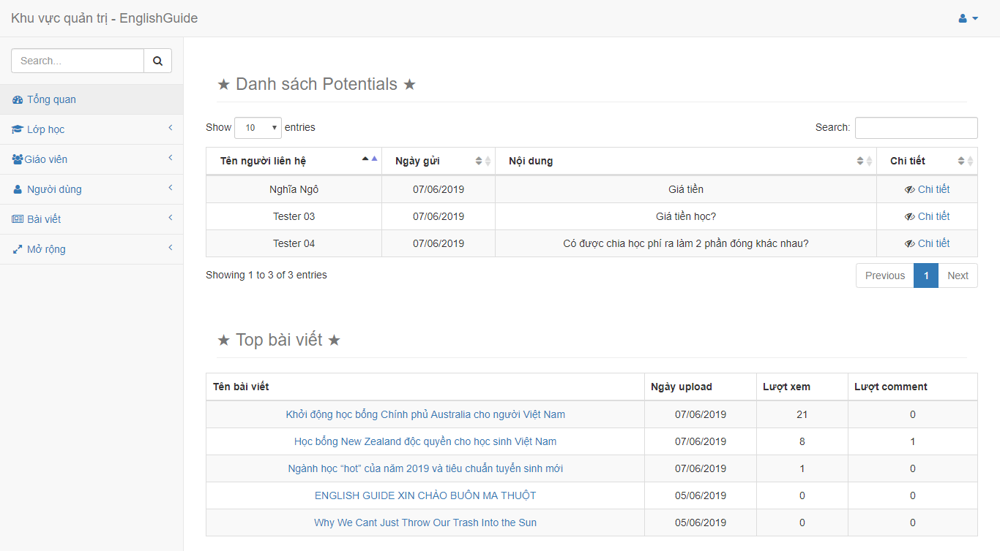 Khu vực quản trị - EnglishGuide
Search...
Tổng quan
Lớp học
Giáo viên
Người dùng
Bài viết
Mở rộng
★ Danh sách Potentials ★
Show 10 entries Search:
Tên người liên hệ Ngày gửi Nội dung Chi tiết
Nghĩa Ngô 07/06/2019 Giá tiền Chi tiết
Tester 03 07/06/2019 Giá tiền học? Chi tiết
Tester 04 07/06/2019 Có được chia học phí ra làm 2 phần đóng khác nhau? Chi tiết
Showing 1 to 3 of 3 entries Previous 1 Next
★ Top bài viết ★
Tên bài viết Ngày upload Lượt xem Lượt comment
Khởi động học bổng Chính phủ Australia cho người Việt Nam 07/06/2019 21 0
Học bổng New Zealand độc quyền cho học sinh Việt Nam 07/06/2019 8 1
Ngành học “hot” của năm 2019 và tiêu chuẩn tuyển sinh mới 07/06/2019 1 0
ENGLISH GUIDE XIN CHÀO BUÔN MA THUỘT 05/06/2019 0 0
Why We Cant Just Throw Our Trash Into the Sun 05/06/2019 0 0